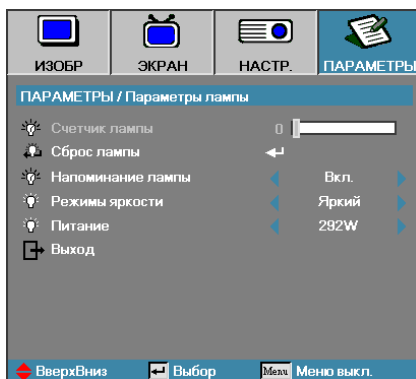 ИЗОБР ЭКРАН НАСТР. ПАРАМЕТРЫ
ПАРАМЕТРЫ / Параметры лампы
Счетчик лампы 0
Сброс лампы
Напоминание лампы Вкл.
Режимы яркости Яркий
Питание 292W
Выход
ВверхВниз Выбор Menu Меню выкл.